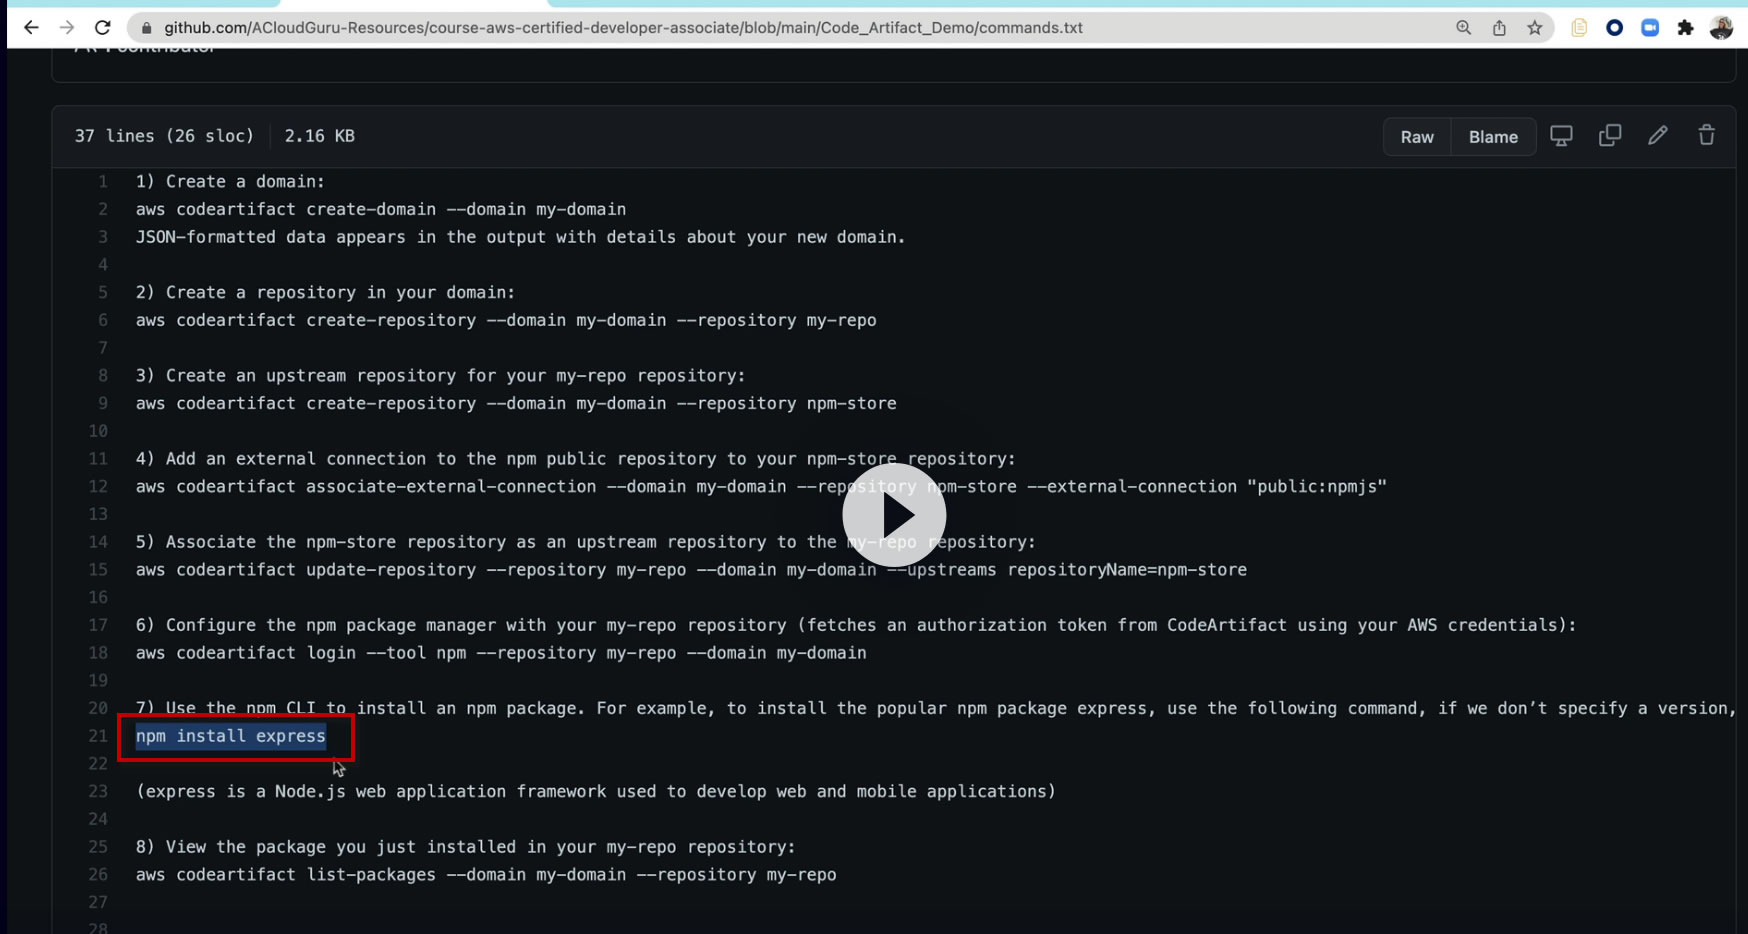 github.com/ACloudGuru-Resources/course-aws-certified-developer-associate/blob/main/Code_Artifact_Demo/commands.txt
contributor
37 lines (26 sloc) 2.16 KB
Raw Blame
1 1) Create a domain:
2 aws codeartifact create-domain --domain my-domain
3 JSON-formatted data appears in the output with details about your new domain.
4
5 2) Create a repository in your domain:
6 aws codeartifact create-repository --domain my-domain --repository my-repo
7
8 3) Create an upstream repository for your my-repo repository:
9 aws codeartifact create-repository --domain my-domain --repository npm-store
10
11 4) Add an external connection to the npm public repository to your npm-store repository:
12 aws codeartifact associate-external-connection --domain my-domain --repository npm-store --external-connection "public:npmjs"
13
14 5) Associate the npm-store repository as an upstream repository to the my-repo repository:
15 aws codeartifact update-repository --repository my-repo --domain my-domain --upstreams repositoryName=npm-store
16
17 6) Configure the npm package manager with your my-repo repository (fetches an authorization token from CodeArtifact using your AWS credentials):
18 aws codeartifact login --tool npm --repository my-repo --domain my-domain
19
20 7) Use the npm CLI to install an npm package. For example, to install the popular npm package express, use the following command, if we don’t specify a version,
21 npm install express
22
23 (express is a Node.js web application framework used to develop web and mobile applications)
24
25 8) View the package you just installed in your my-repo repository:
26 aws codeartifact list-packages --domain my-domain --repository my-repo
27
28